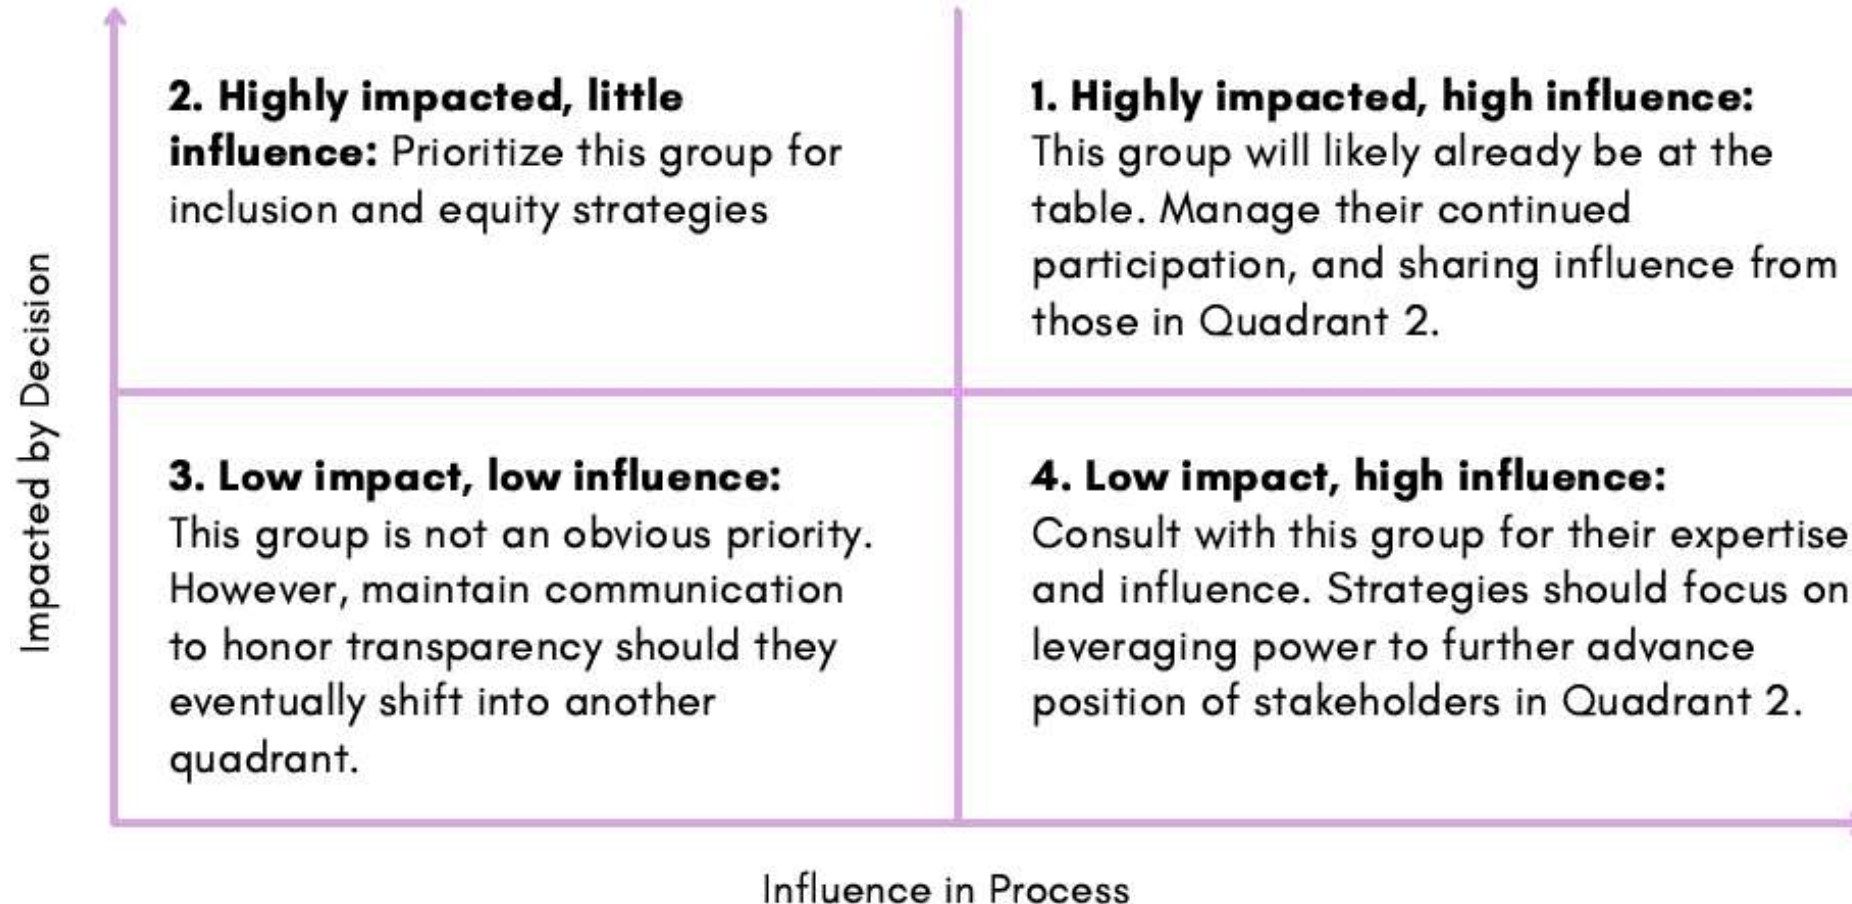 2. Highly impacted, little
influence: Prioritize this group for
inclusion and equity strategies
1. Highly impacted, high influence:
This group will likely already be at the
table. Manage their continued
participation, and sharing influence from
those in Quadrant 2.
Impacted by Decision
3. Low impact, low influence:
This group is not an obvious priority.
However, maintain communication
to honor transparency should they
eventually shift into another
quadrant.
4. Low impact, high influence:
Consult with this group for their expertise
and influence. Strategies should focus on
leveraging power to further advance
position of stakeholders in Quadrant 2.
Influence in Process